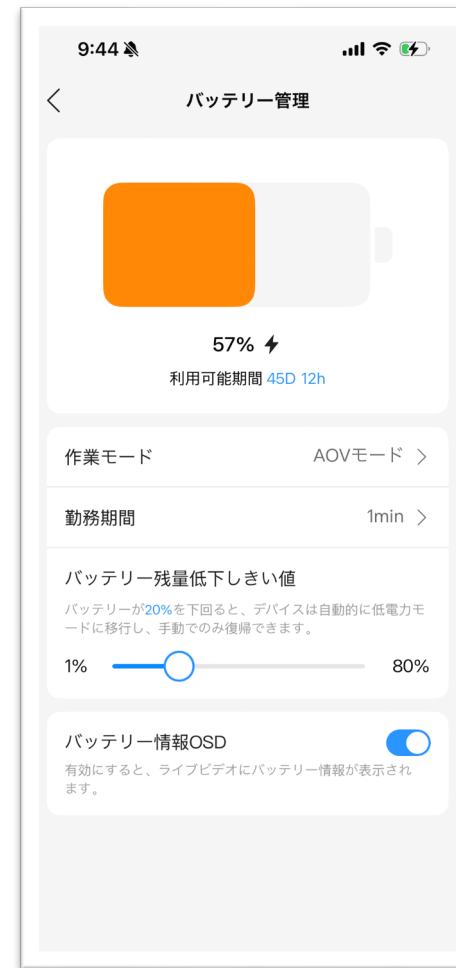 9:44
バッテリー管理
57%
利用可能期間 45D 12h
作業モード AOVモード
勤務期間 1min
バッテリー残量低下しきい値
バッテリーが20%を下回ると、デバイスは自動的に低電力モ
ードに移行し、手動でのみ復帰できます。
1% 80%
バッテリー情報OSD
有効にすると、ライブビデオにバッテリー情報が表示され
ます。